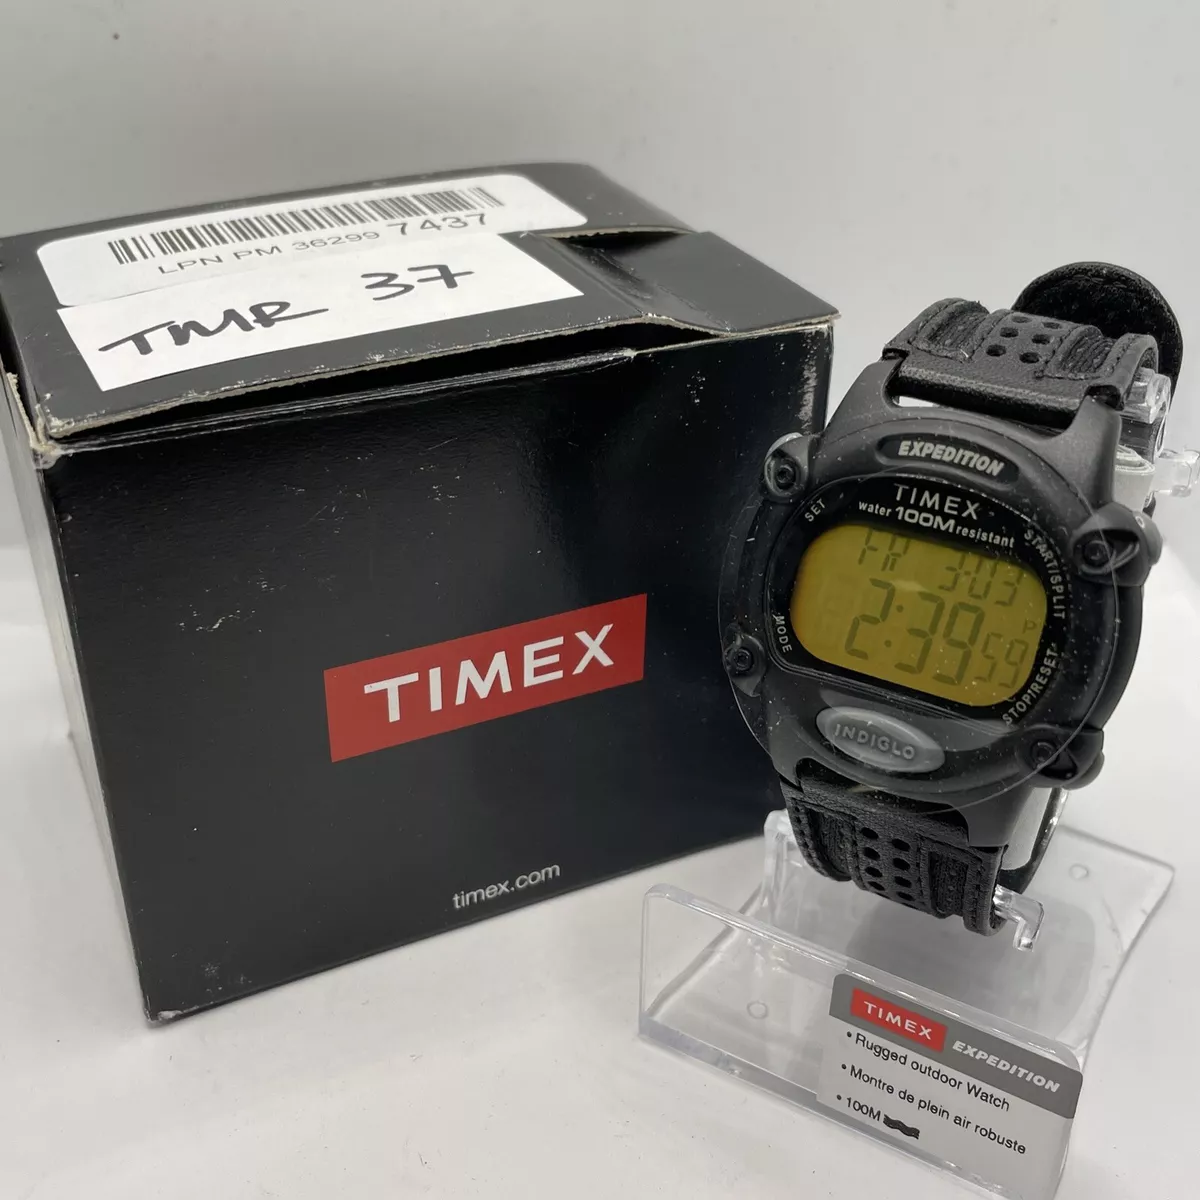 LPN PM 36299 7437
TMR 37
TIMEX
timex.com
EXPEDITION
TIMEX
water 100M resistant
SET
START/SPLIT
MODE
STOP/RESET
FR 3-03
2:39 59 P
INDIGLO
TIMEX EXPEDITION
• Rugged outdoor Watch
• Montre de plein air robuste
• 100M